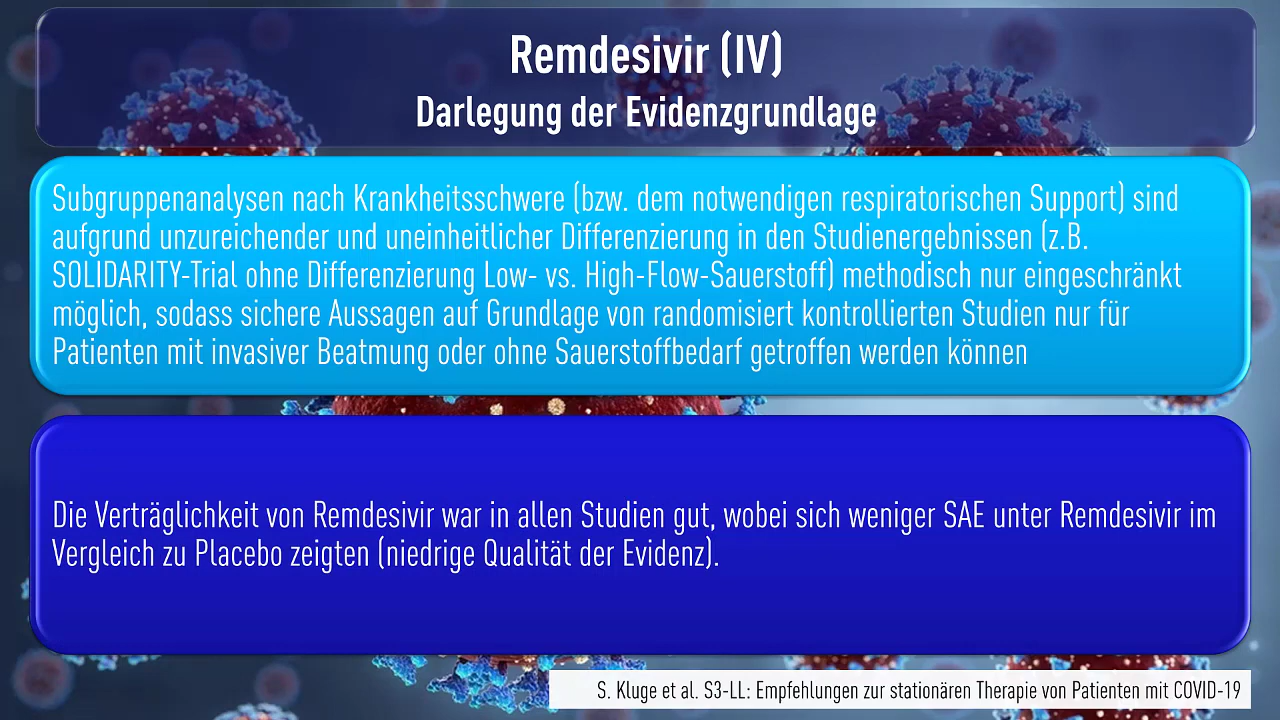 Remdesivir (IV)
Darlegung der Evidenzgrundlage
Subgruppenanalysen nach Krankheitsschwere (bzw. dem notwendigen respiratorischen Support) sind
aufgrund unzureichender und uneinheitlicher Differenzierung in den Studienergebnissen (z.B.
SOLIDARITY-Trial ohne Differenzierung Low- vs. High-Flow-Sauerstoff) methodisch nur eingeschränkt
möglich, sodass sichere Aussagen auf Grundlage von randomisiert kontrollierten Studien nur für
Patienten mit invasiver Beatmung oder ohne Sauerstoffbedarf getroffen werden können
Die Verträglichkeit von Remdesivir war in allen Studien gut, wobei sich weniger SAE unter Remdesivir im
Vergleich zu Placebo zeigten (niedrige Qualität der Evidenz).
S. Kluge et al. S3-LL: Empfehlungen zur stationären Therapie von Patienten mit COVID-19